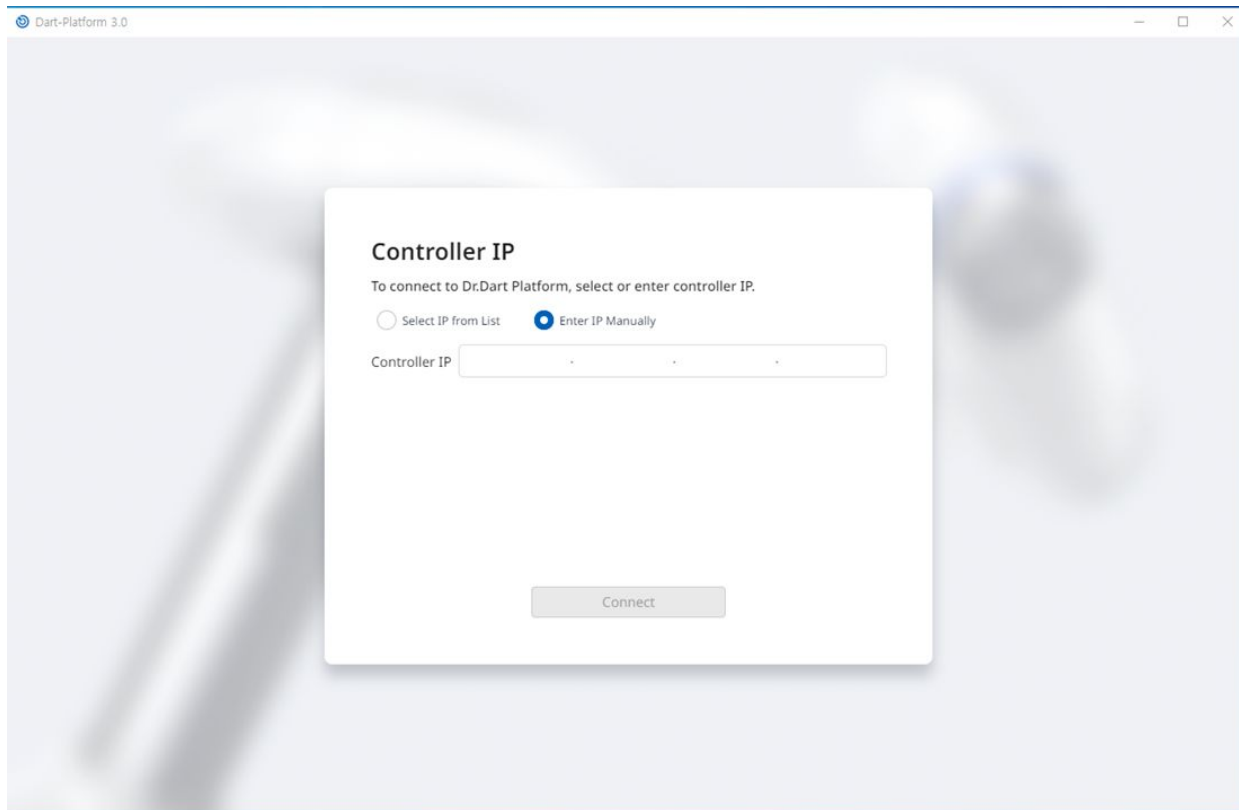 Dart-Platform 3.0
Controller IP
To connect to Dr.Dart Platform, select or enter controller IP.
Select IP from List Enter IP Manually
Controller IP . . .
Connect